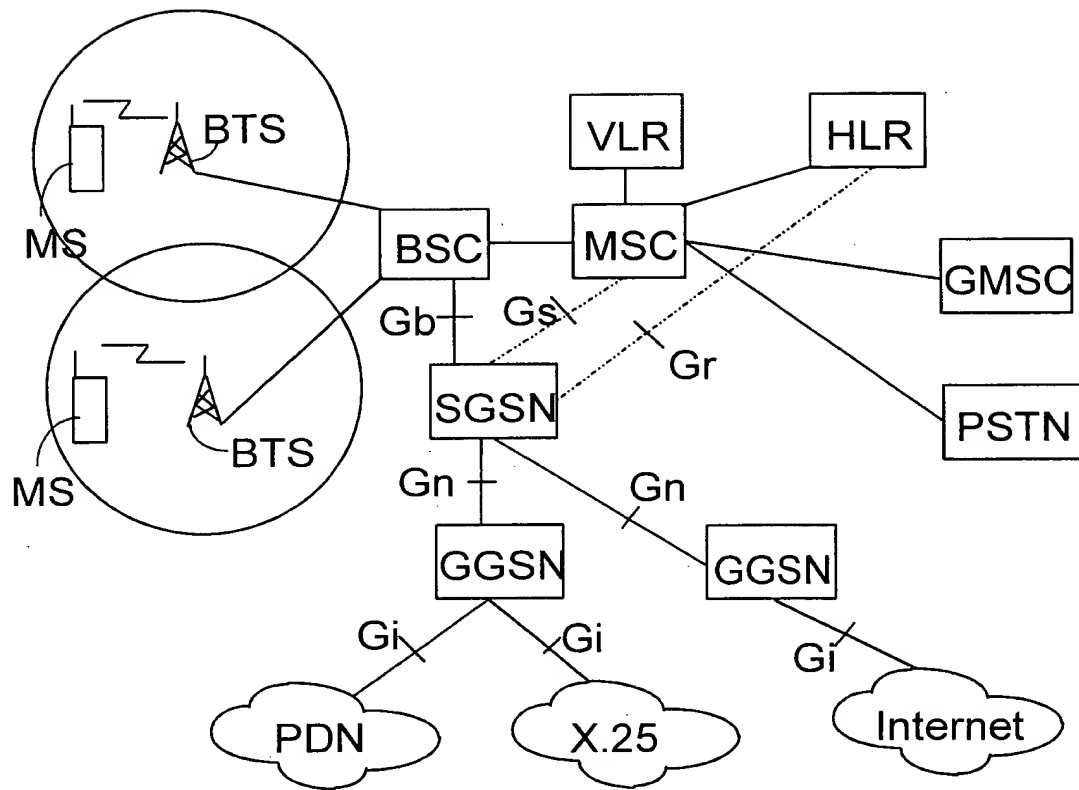 BTS
VLR
HLR
MS
BSC
MSC
GMSC
Gb
Gs
Gr
SGSN
PSTN
BTS
MS
Gn
Gn
GGSN
GGSN
Gi
Gi
Gi
PDN
X.25
Internet